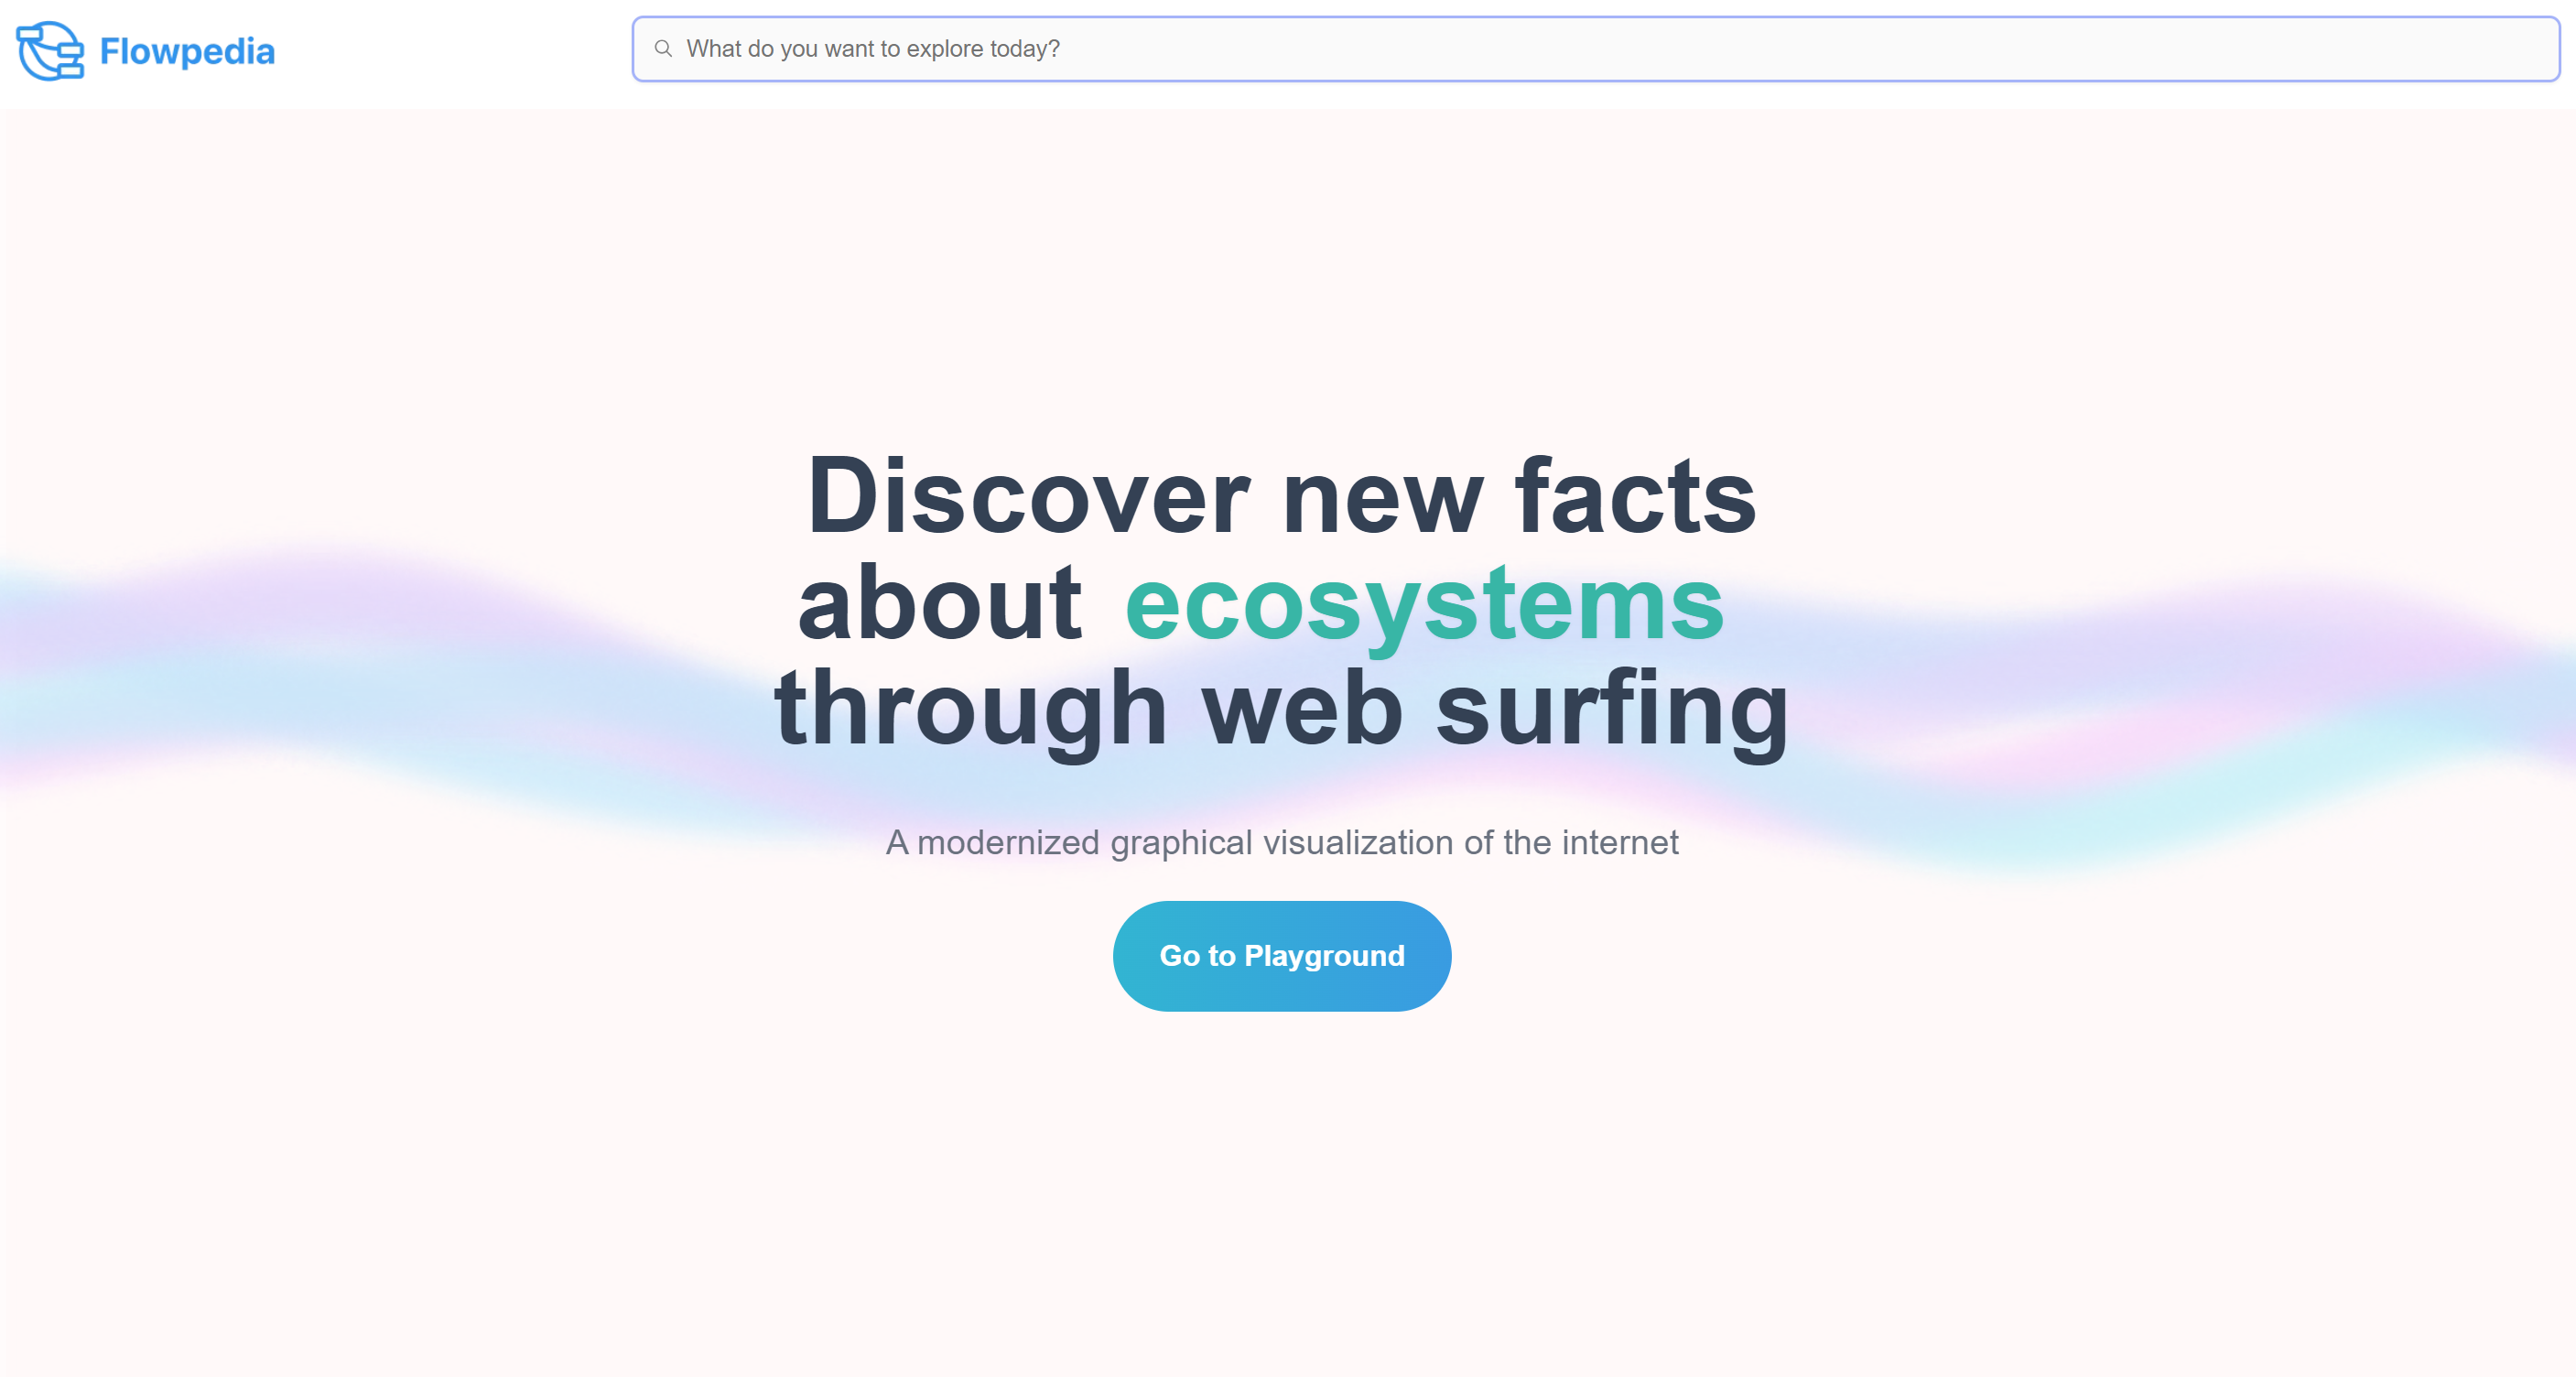 Flowpedia
What do you want to explore today?
Discover new facts
about ecosystems
through web surfing
A modernized graphical visualization of the internet
Go to Playground